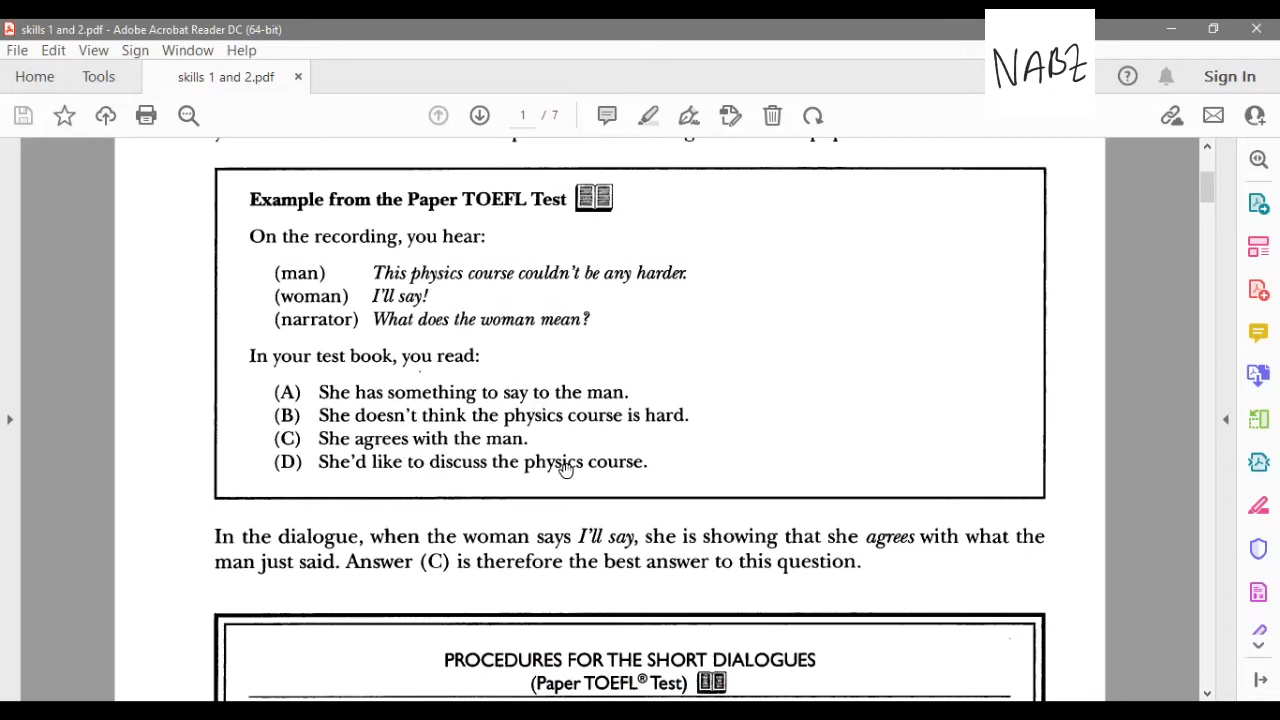 skills 1 and 2.pdf - Adobe Acrobat Reader DC (64-bit)
File Edit View Sign Window Help
NABZ
Home Tools skills 1 and 2.pdf × Sign In
1 / 7
Example from the Paper TOEFL Test
On the recording, you hear:
(man) This physics course couldn't be any harder.
(woman) I'll say!
(narrator) What does the woman mean?
In your test book, you read:
(A) She has something to say to the man.
(B) She doesn't think the physics course is hard.
(C) She agrees with the man.
(D) She'd like to discuss the physics course.
In the dialogue, when the woman says I'll say, she is showing that she agrees with what the
man just said. Answer (C) is therefore the best answer to this question.
PROCEDURES FOR THE SHORT DIALOGUES
(Paper TOEFL® Test)